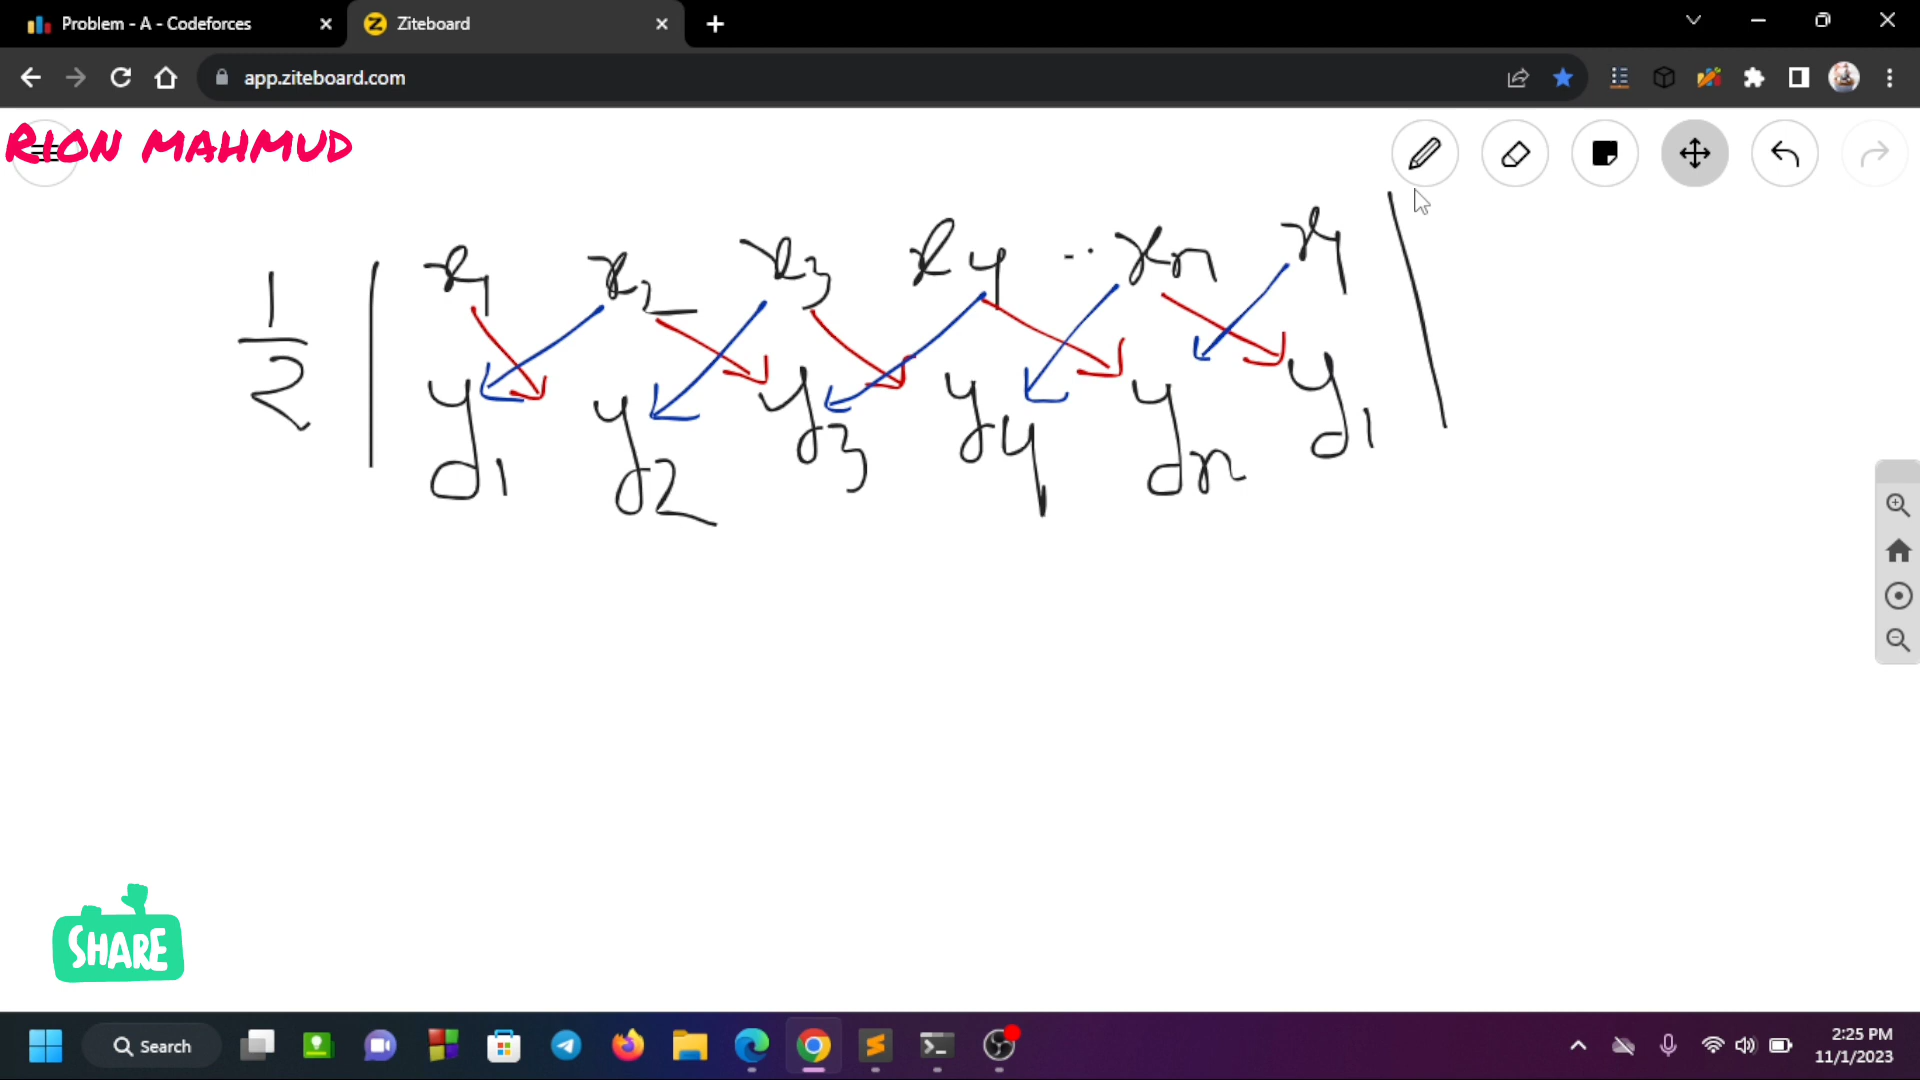 Problem - A - Codeforces
Ziteboard
app.ziteboard.com
RION MAHMUD
1/2 | x1 x2 x3 x4 .. xn x1 |
y1 y2 y3 y4 yn y1
SHARE
Search
2:25 PM
11/1/2023